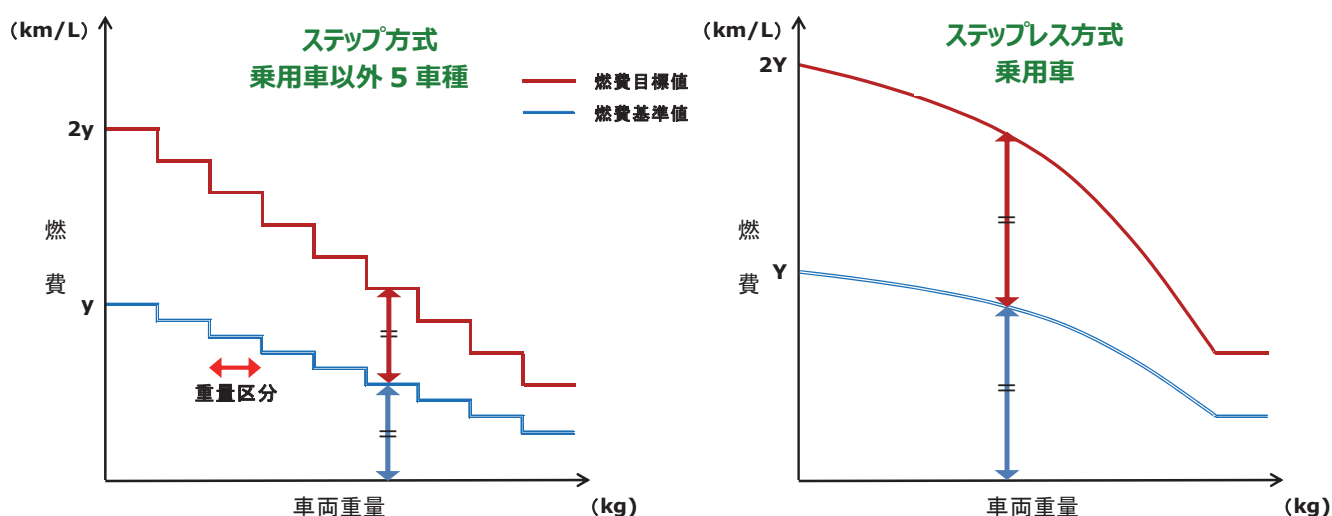 (km/L)
ステップ方式
乗用車以外 5 車種
燃費目標値
燃費基準値
2y
燃
費
y
重量区分
車両重量
(kg)
(km/L)
ステップレス方式
乗用車
2Y
燃
費
Y
車両重量
(kg)